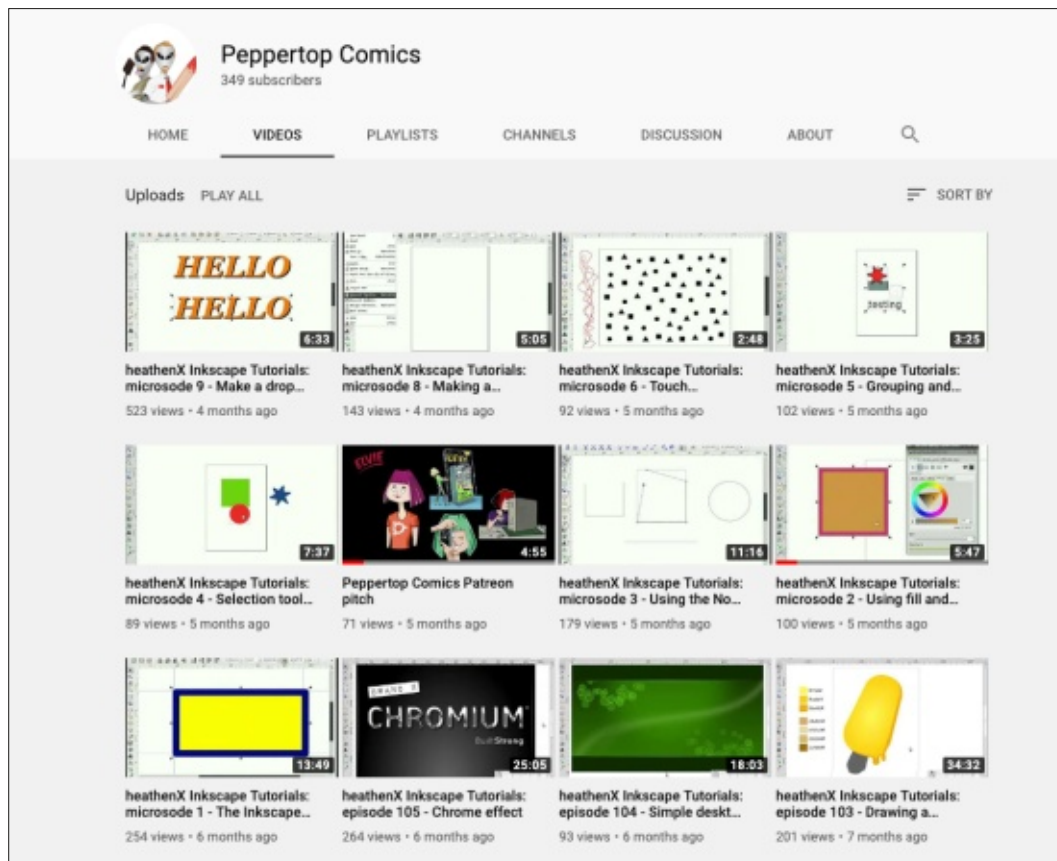 Peppertop Comics
349 subscribers
HOME VIDEOS PLAYLISTS CHANNELS DISCUSSION ABOUT
Uploads PLAY ALL SORT BY
HELLO
HELLO
6:33 5:05 2:48 testing 3:25
heathenX Inkscape Tutorials: heathenX Inkscape Tutorials: heathenX Inkscape Tutorials: heathenX Inkscape Tutorials:
microsode 9 - Make a drop... microsode 8 - Making a... microsode 6 - Touch... microsode 5 - Grouping and...
523 views • 4 months ago 143 views • 4 months ago 92 views • 5 months ago 102 views • 5 months ago
ELVIE
7:37 4:55 11:16 5:47
heathenX Inkscape Tutorials: Peppertop Comics Patreon heathenX Inkscape Tutorials: heathenX Inkscape Tutorials:
microsode 4 - Selection tool... pitch microsode 3 - Using the No... microsode 2 - Using fill and...
89 views • 5 months ago 71 views • 5 months ago 179 views • 5 months ago 100 views • 5 months ago
BRAND X
CHROMIUM
Built Strong
13:49 25:05 18:03 34:32
heathenX Inkscape Tutorials: heathenX Inkscape Tutorials: heathenX Inkscape Tutorials: heathenX Inkscape Tutorials:
microsode 1 - The Inkscape... episode 105 - Chrome effect episode 104 - Simple deskt... episode 103 - Drawing a...
254 views • 6 months ago 264 views • 6 months ago 93 views • 6 months ago 201 views • 7 months ago